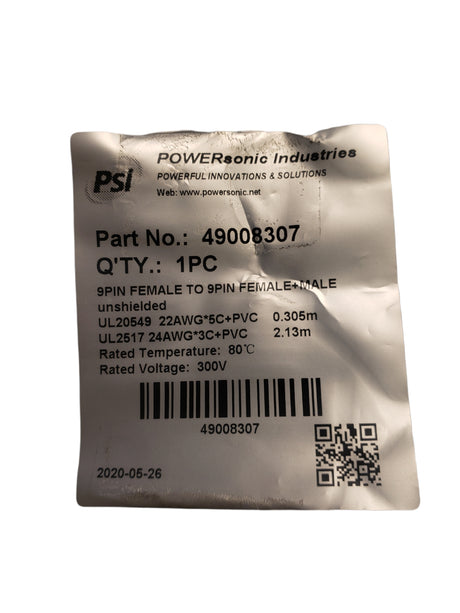 PSI
POWERsonic Industries
POWERFUL INNOVATIONS & SOLUTIONS
Web: www.powersonic.net
Part No.: 49008307
Q'TY.: 1PC
9PIN FEMALE TO 9PIN FEMALE+MALE
unshielded
UL20549 22AWG*5C+PVC 0.305m
UL2517 24AWG*3C+PVC 2.13m
Rated Temperature: 80℃
Rated Voltage: 300V
49008307
2020-05-26